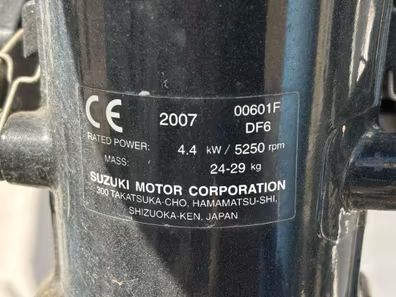 CE 2007 00601F
DF6
RATED POWER: 4.4 kW / 5250 rpm
MASS: 24-29 kg
SUZUKI MOTOR CORPORATION
300 TAKATSUKA-CHO, HAMAMATSU-SHI,
SHIZUOKA-KEN, JAPAN